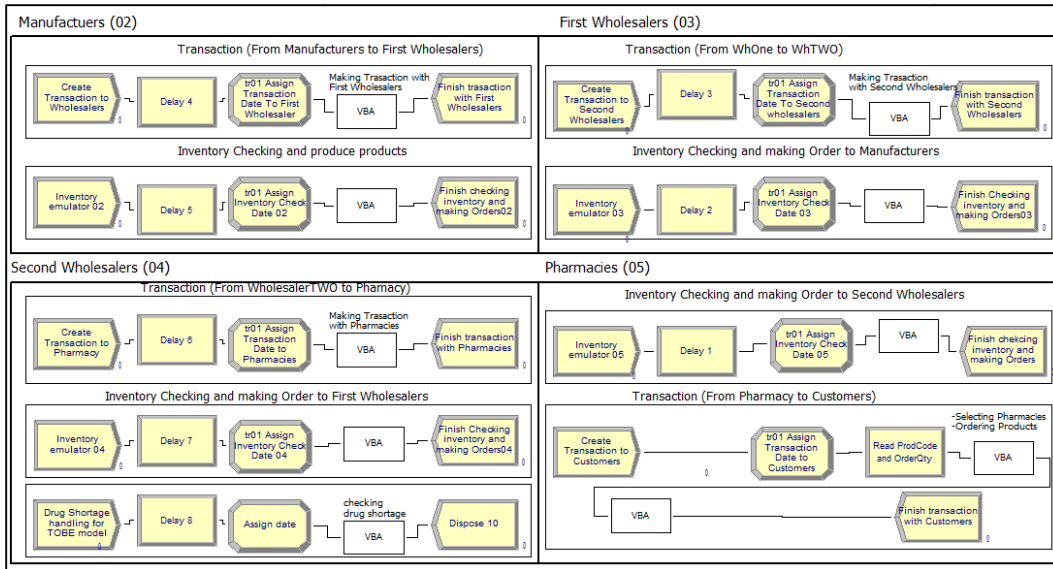 Manufactuers (02)
Transaction (From Manufacturers to First Wholesalers)
Create
Transaction to
Wholesalers
0
Delay 4
tr01 Assign
Transaction
Date To First
Wholesaler
Making Trasaction with
First Wholesalers
VBA
Finish trasaction
with First
Wholesalers
0
Inventory Checking and produce products
Inventory
emulator 02
0
Delay 5
tr01 Assign
Inventory Check
Date 02
VBA
Finish checking
inventory and
making Orders02
0
First Wholesalers (03)
Transaction (From WhOne to WhTWO)
Create
Transaction to
Second
Wholesalers
0
Delay 3
tr01 Assign
Transaction
Date To Second
wholesalers
Making Trasaction
with Second Wholesalers
VBA
Finish transaction
with Second
Wholesalers
0
Inventory Checking and making Order to Manufacturers
Inventory
emulator 03
0
Delay 2
tr01 Assign
Inventory Check
Date 03
VBA
Finish Checking
inventory and
making Orders03
0
Second Wholesalers (04)
Transaction (From WholesalerTWO to Phamacy)
Create
Transaction to
Pharmacy
0
Delay 6
tr01 Assign
Transaction
Date to
Pharmacies
Making Trasaction
with Pharmacies
VBA
Finish transaction
with Pharmacies
0
Inventory Checking and making Order to First Wholesalers
Inventory
emulator 04
0
Delay 7
tr01 Assign
Inventory Check
Date 04
VBA
Finish Checking
inventory and
making Orders04
0
Drug Shortage
handling for
TOBE model
0
Delay 8
Assign date
checking
drug shortage
VBA
Dispose 10
0
Pharmacies (05)
Inventory Checking and making Order to Second Wholesalers
Inventory
emulator 05
0
Delay 1
tr01 Assign
Inventory Check
Date 05
VBA
Finish chekcing
inventory and
making Orders
0
Transaction (From Pharmacy to Customers)
Create
Transaction to
Customers
0
tr01 Assign
Transaction
Date to
Customers
Read ProdCode
and OrderQty
-Selecting Pharmacies
-Ordering Products
VBA
VBA
Finish transaction
with Customers
0